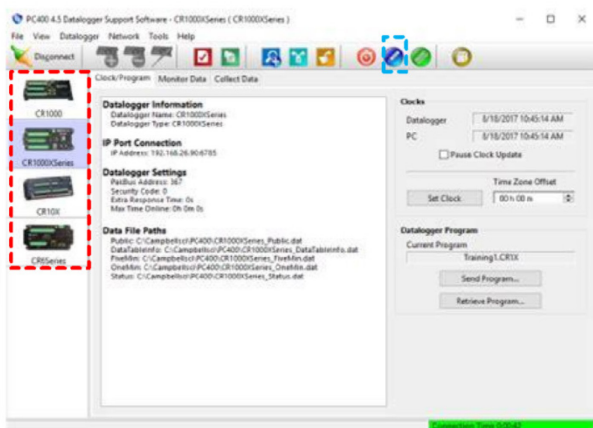 PC400 4.5 Datalogger Support Software - CR1000XSeries ( CR1000XSeries )
File View Datalogger Network Tools Help
Disconnect
Clock/Program Monitor Data Collect Data
CR1000
CR1000XSeries
CR10X
CR6Series
Datalogger Information
Datalogger Name: CR1000XSeries
Datalogger Type: CR1000XSeries
IP Port Connection
IP Address: 192.168.26.90:6785
Datalogger Settings
PakBus Address: 367
Security Code: 0
Extra Response Time: 0s
Max Time Online: 0h 0m 0s
Data File Paths
Public: C:\Campbellsci\PC400\CR1000XSeries_Public.dat
DataTableInfo: C:\Campbellsci\PC400\CR1000XSeries_DataTableInfo.dat
FiveMin: C:\Campbellsci\PC400\CR1000XSeries_FiveMin.dat
OneMin: C:\Campbellsci\PC400\CR1000XSeries_OneMin.dat
Status: C:\Campbellsci\PC400\CR1000XSeries_Status.dat
Clocks
Datalogger 8/18/2017 10:45:14 AM
PC 8/18/2017 10:45:14 AM
Pause Clock Update
Time Zone Offset
Set Clock 00 h 00 m
Datalogger Program
Current Program
Training1.CR1X
Send Program...
Retrieve Program...
Connection Time 0:00:42